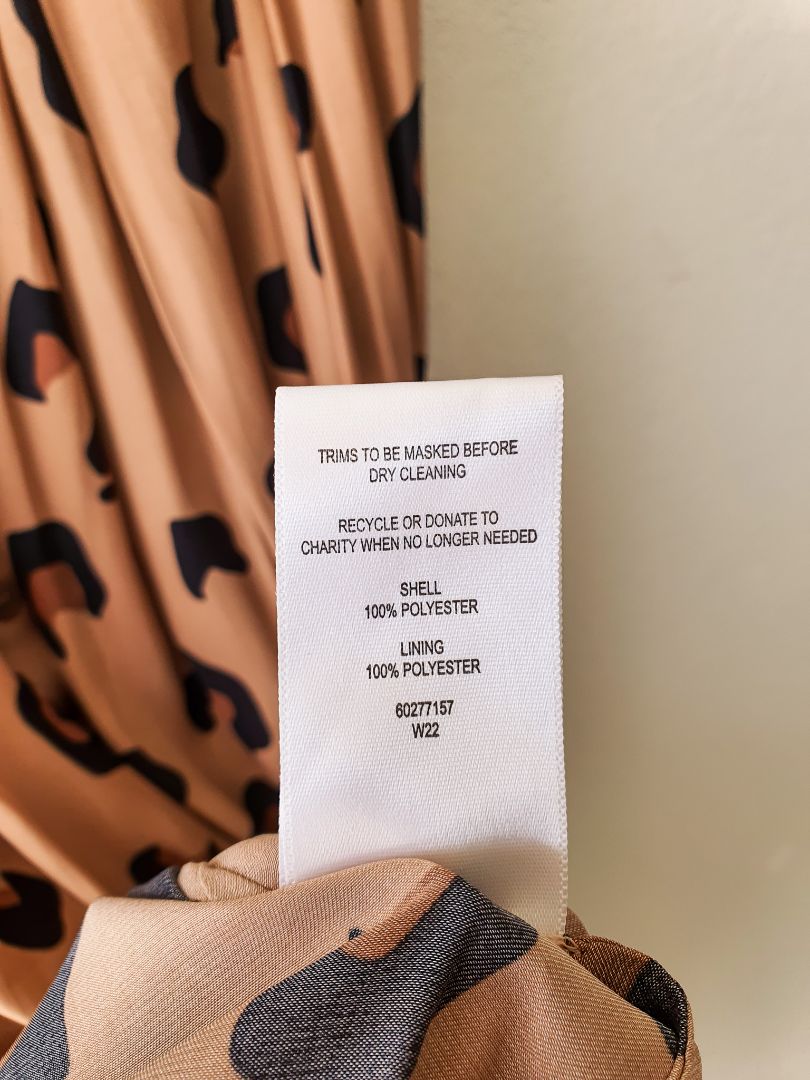 TRIMS TO BE MASKED BEFORE
DRY CLEANING
RECYCLE OR DONATE TO
CHARITY WHEN NO LONGER NEEDED
SHELL
100% POLYESTER
LINING
100% POLYESTER
60277157
W22